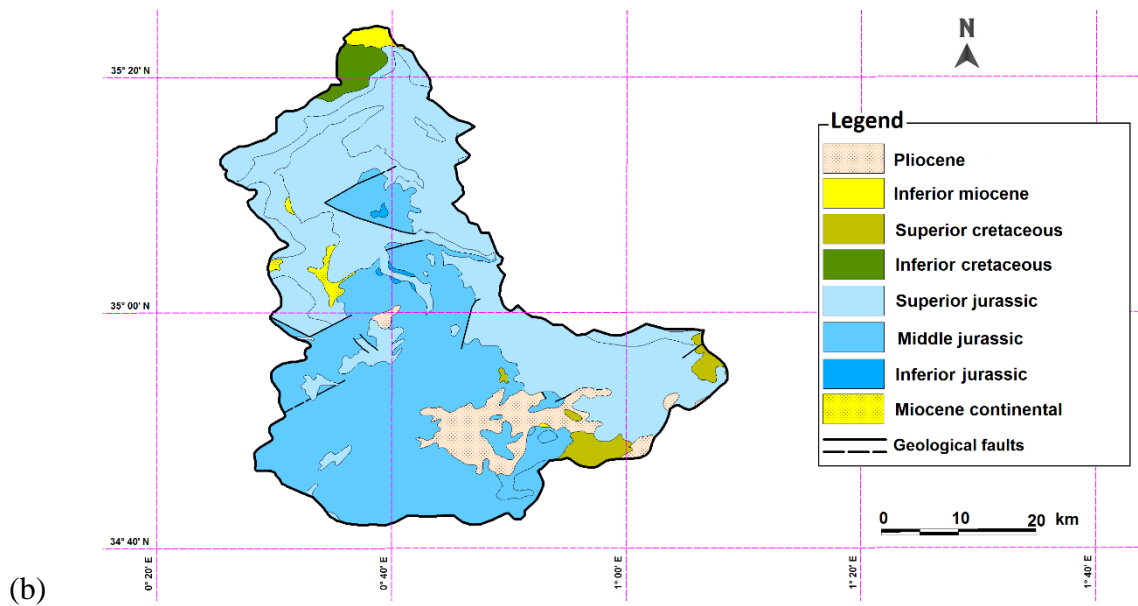 N
35° 20' N
35° 00' N
34° 40' N
Legend
Pliocene
Inferior miocene
Superior cretaceous
Inferior cretaceous
Superior jurassic
Middle jurassic
Inferior jurassic
Miocene continental
Geological faults
0 10 20 km
0° 20' E
0° 40' E
1° 00' E
1° 20' E
1° 40' E
(b)